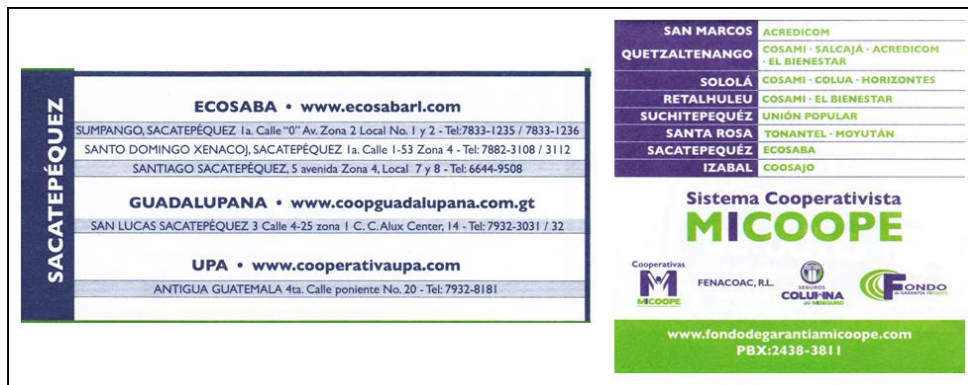 SACATEPÉQUEZ
ECOSABA • www.ecosabarl.com
SUMPANGO, SACATEPÉQUEZ 1a. Calle "0" Av. Zona 2 Local No. 1 y 2 - Tel:7833-1235 / 7833-1236
SANTO DOMINGO XENACOJ, SACATEPÉQUEZ 1a. Calle 1-53 Zona 4 - Tel: 7882-3108 / 3112
SANTIAGO SACATEPÉQUEZ, 5 avenida Zona 4, Local 7 y 8 - Tel: 6644-9508
GUADALUPANA • www.coopguadalupana.com.gt
SAN LUCAS SACATEPÉQUEZ 3 Calle 4-25 zona 1 C. C. Alux Center, 14 - Tel: 7932-3031 / 32
UPA • www.cooperativaupa.com
ANTIGUA GUATEMALA 4ta. Calle poniente No. 20 - Tel: 7932-8181
SAN MARCOS ACREDICOM
QUETZALTENANGO COSAMI · SALCAJÁ · ACREDICOM
· EL BIENESTAR
SOLOLÁ COSAMI · COLUA · HORIZONTES
RETALHULEU COSAMI · EL BIENESTAR
SUCHITEPEQUÉZ UNIÓN POPULAR
SANTA ROSA TONANTEL · MOYUTÁN
SACATEPEQUÉZ ECOSABA
IZABAL COOSAJO
Sistema Cooperativista
MICOOPE
Cooperativas
MICOOPE
FENACOAC, R.L.
SEGUROS
COLUMNA
FONDO
DE GARANTÍA MICOOPE
www.fondodegarantiamicoope.com
PBX:2438-3811